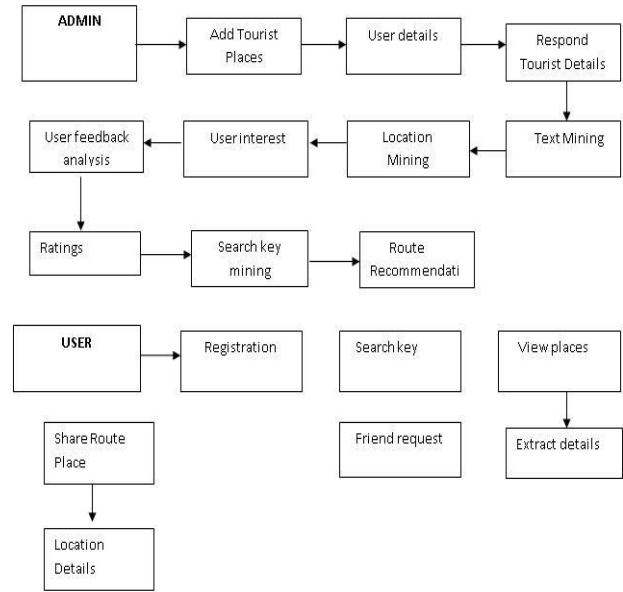 ADMIN
Add Tourist
Places
User details
Respond
Tourist Details
User feedback
analysis
User interest
Location
Mining
Text Mining
Ratings
Search key
mining
Route
Recommendati
USER
Registration
Search key
View places
Share Route
Place
Friend request
Extract details
Location
Details